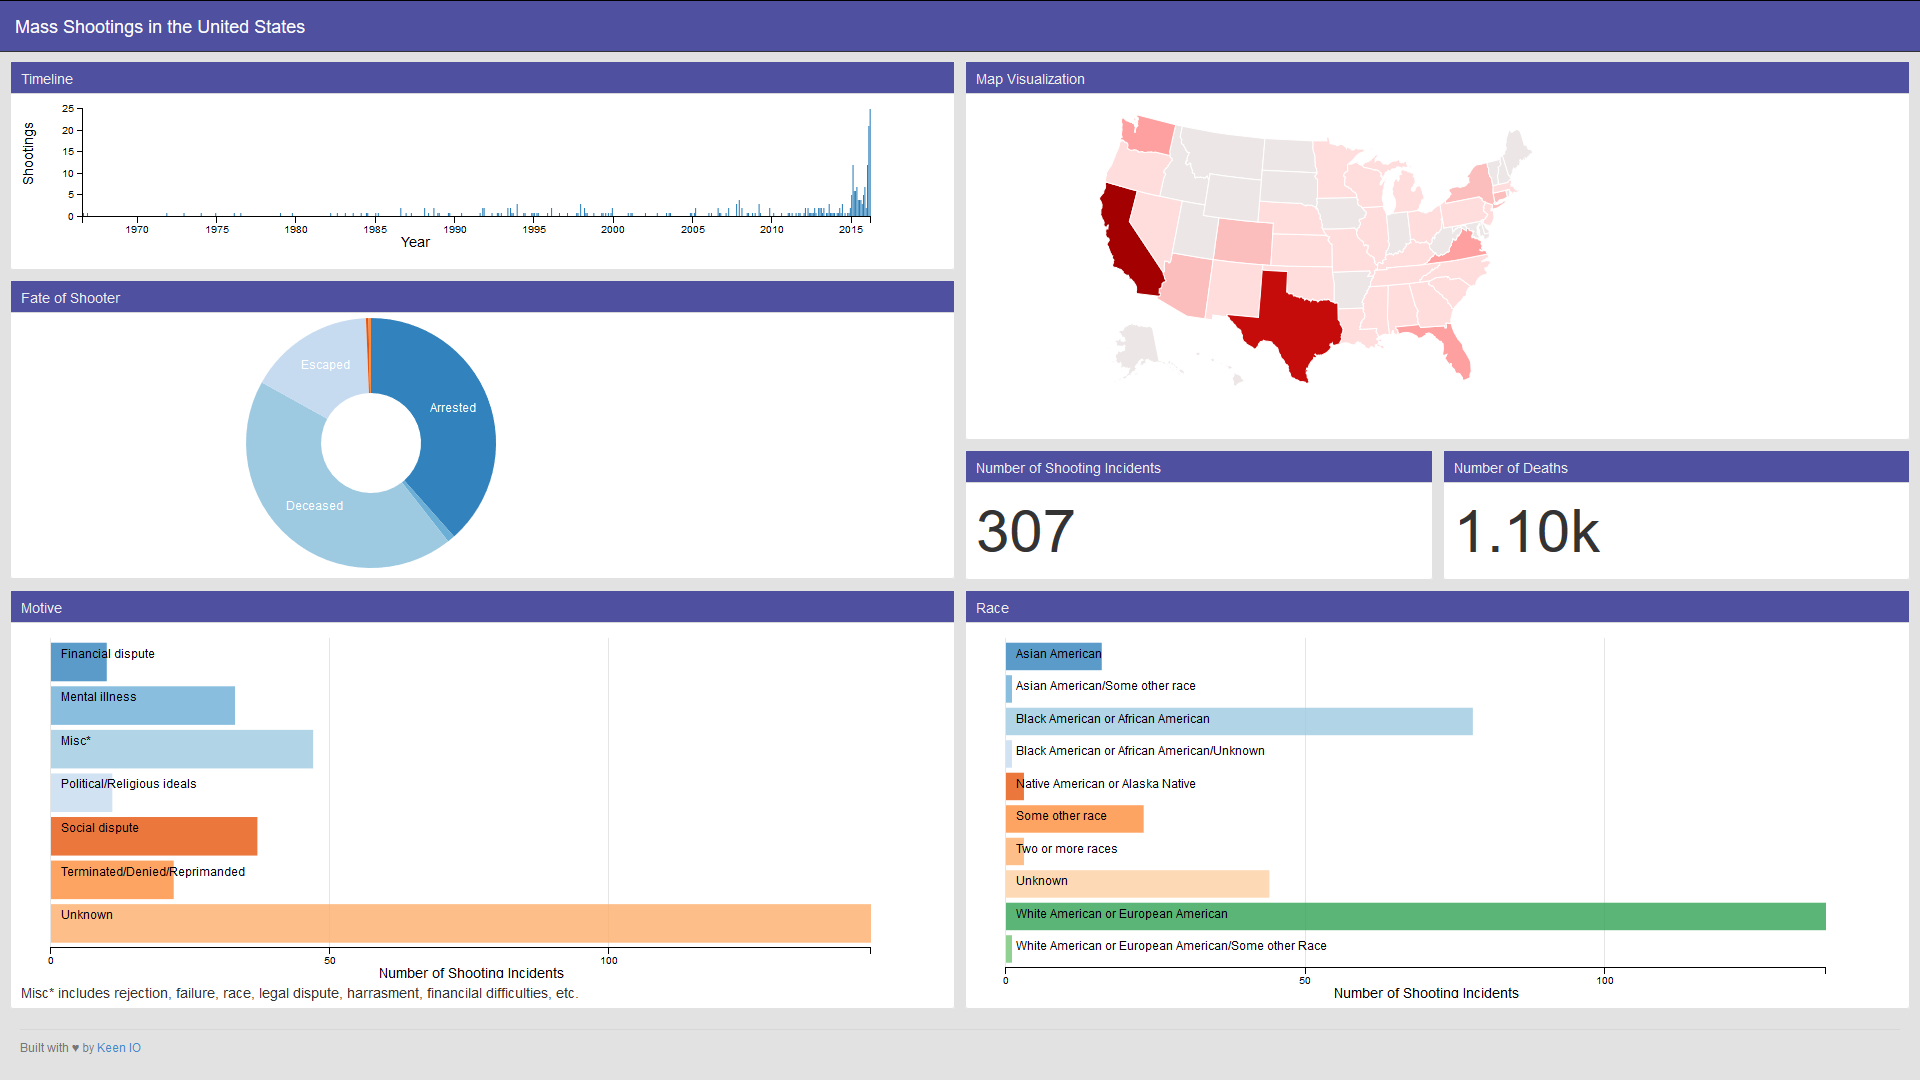 Mass Shootings in the United States
Timeline
25
20
15
10
5
0
Shootings
1970 1975 1980 1985 1990 1995 2000 2005 2010 2015
Year
Map Visualization
Fate of Shooter
Escaped
Arrested
Deceased
Number of Shooting Incidents
307
Number of Deaths
1.10k
Motive
Financial dispute
Mental illness
Misc*
Political/Religious ideals
Social dispute
Terminated/Denied/Reprimanded
Unknown
0 50 100
Number of Shooting Incidents
Misc* includes rejection, failure, race, legal dispute, harrasment, financilal difficulties, etc.
Race
Asian American
Asian American/Some other race
Black American or African American
Black American or African American/Unknown
Native American or Alaska Native
Some other race
Two or more races
Unknown
White American or European American
White American or European American/Some other Race
0 50 100
Number of Shooting Incidents
Built with ♥ by Keen IO